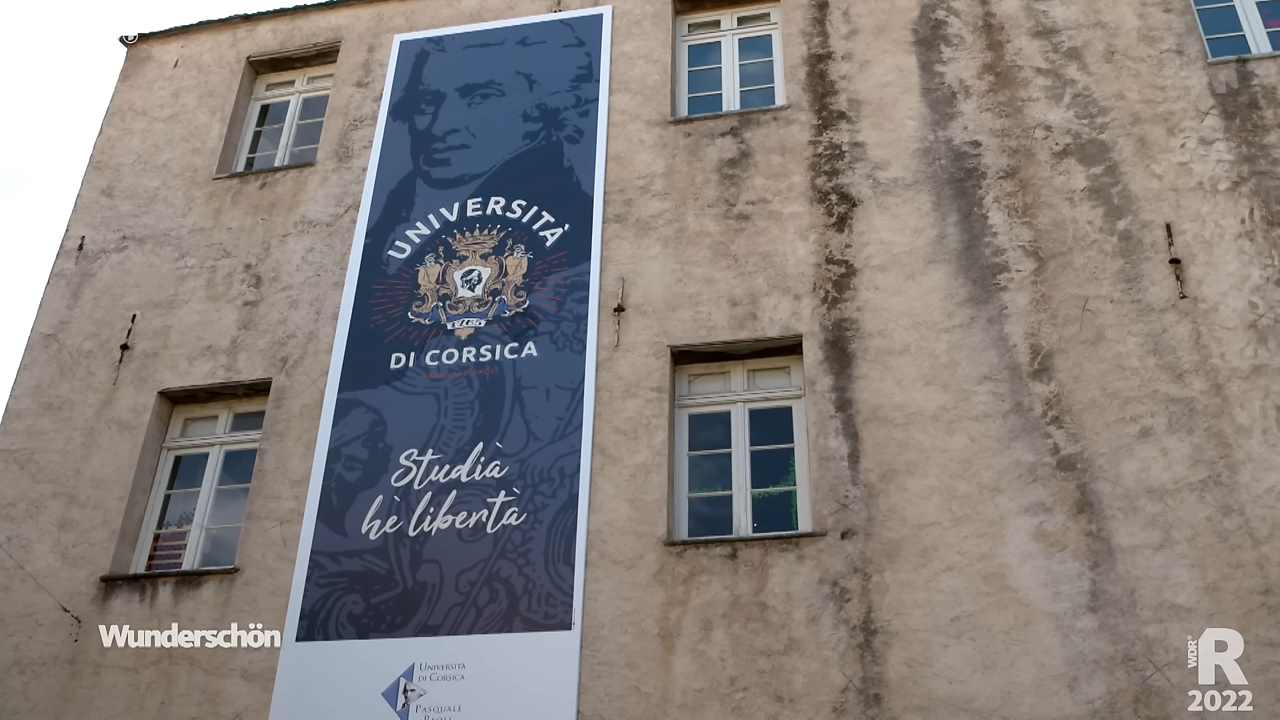 UNIVERSITÀ
DI CORSICA
Studià
hè libertà
Università
di Corsica
Pasquale
Paoli
Wunderschön
WDR®
R
2022